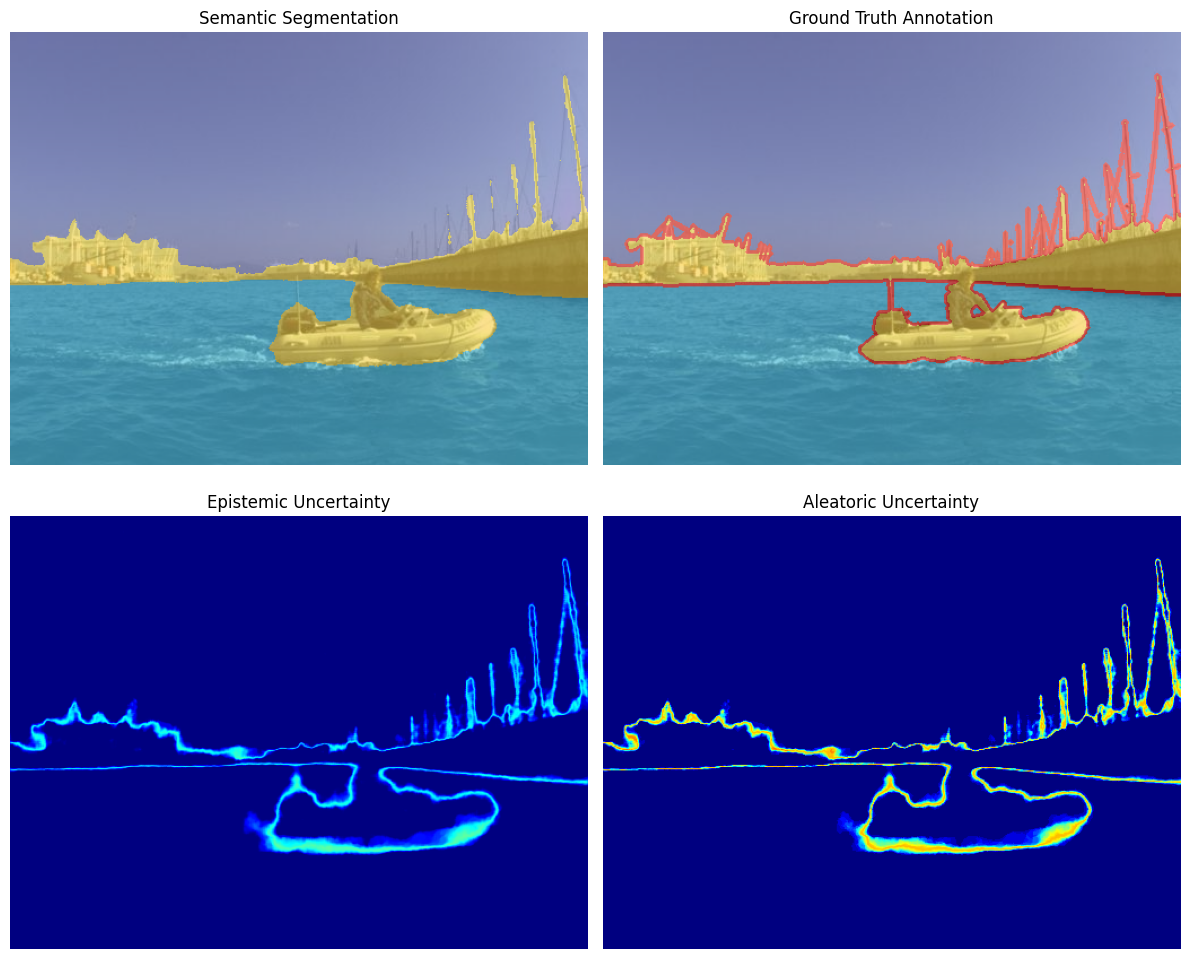 Semantic Segmentation
Ground Truth Annotation
Epistemic Uncertainty
Aleatoric Uncertainty